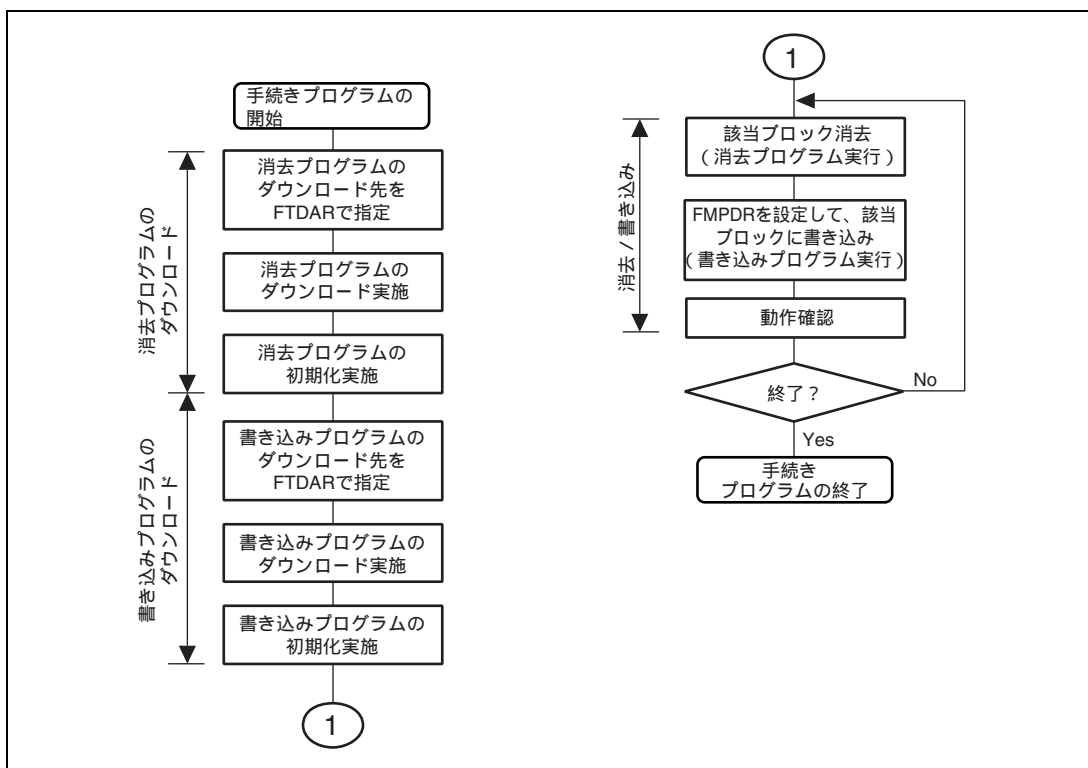 手続きプログラムの
開始
消去プログラムの
ダウンロード
消去プログラムの
ダウンロード先を
FTDARで指定
消去プログラムの
ダウンロード実施
消去プログラムの
初期化実施
書き込みプログラムの
ダウンロード
書き込みプログラムの
ダウンロード先を
FTDARで指定
書き込みプログラムの
ダウンロード実施
書き込みプログラムの
初期化実施
1
1
消去 / 書き込み
該当ブロック消去
( 消去プログラム実行 )
FMPDRを設定して、該当
ブロックに書き込み
( 書き込みプログラム実行 )
動作確認
終了？
No
Yes
手続き
プログラムの終了